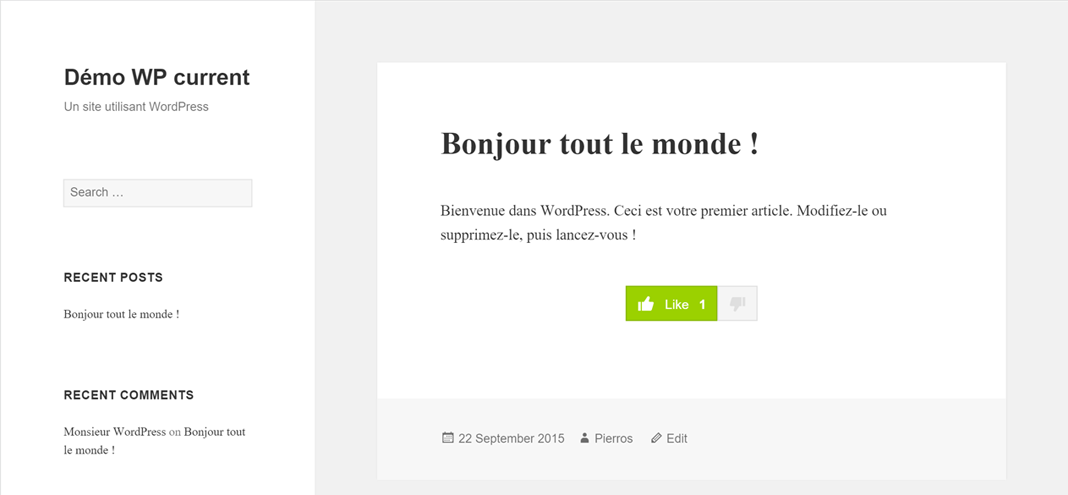 Démo WP current
Un site utilisant WordPress
Search …
RECENT POSTS
Bonjour tout le monde !
RECENT COMMENTS
Monsieur WordPress on Bonjour tout
le monde !
Bonjour tout le monde !
Bienvenue dans WordPress. Ceci est votre premier article. Modifiez-le ou
supprimez-le, puis lancez-vous !
Like 1
22 September 2015 Pierros Edit